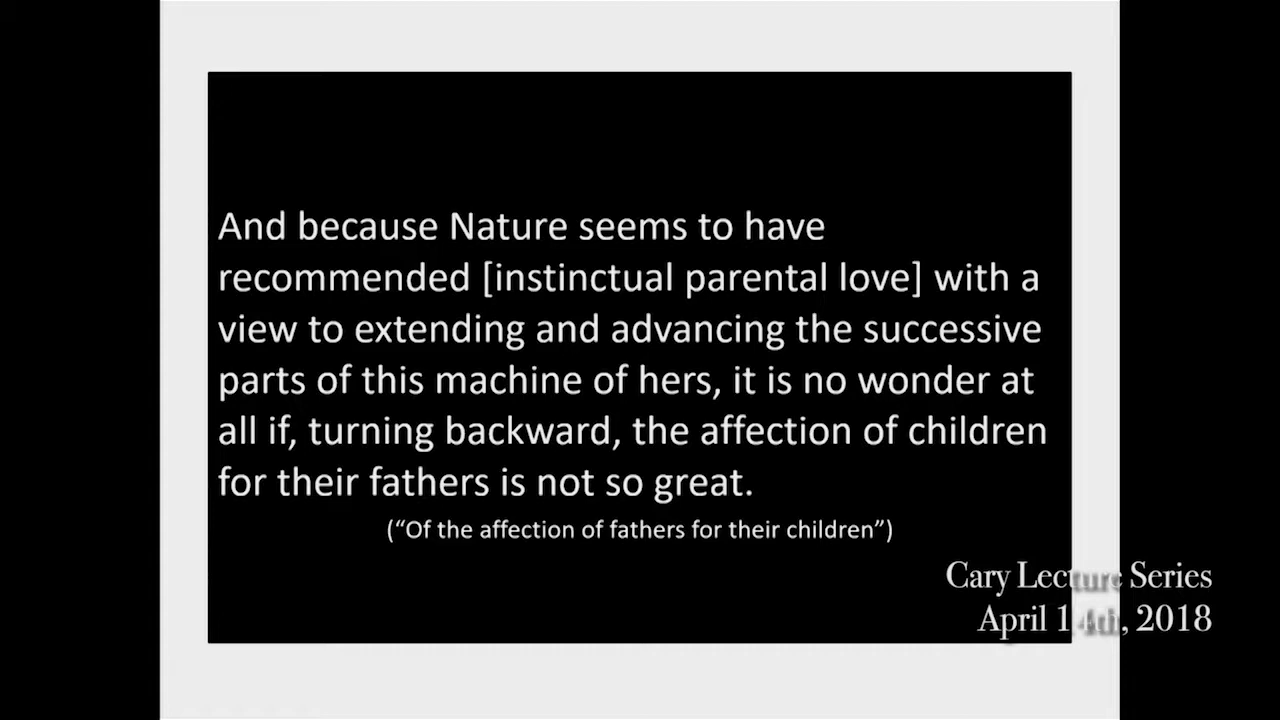 And because Nature seems to have
recommended [instinctual parental love] with a
view to extending and advancing the successive
parts of this machine of hers, it is no wonder at
all if, turning backward, the affection of children
for their fathers is not so great.
(“Of the affection of fathers for their children”)
Cary Lecture Series
April 14th, 2018